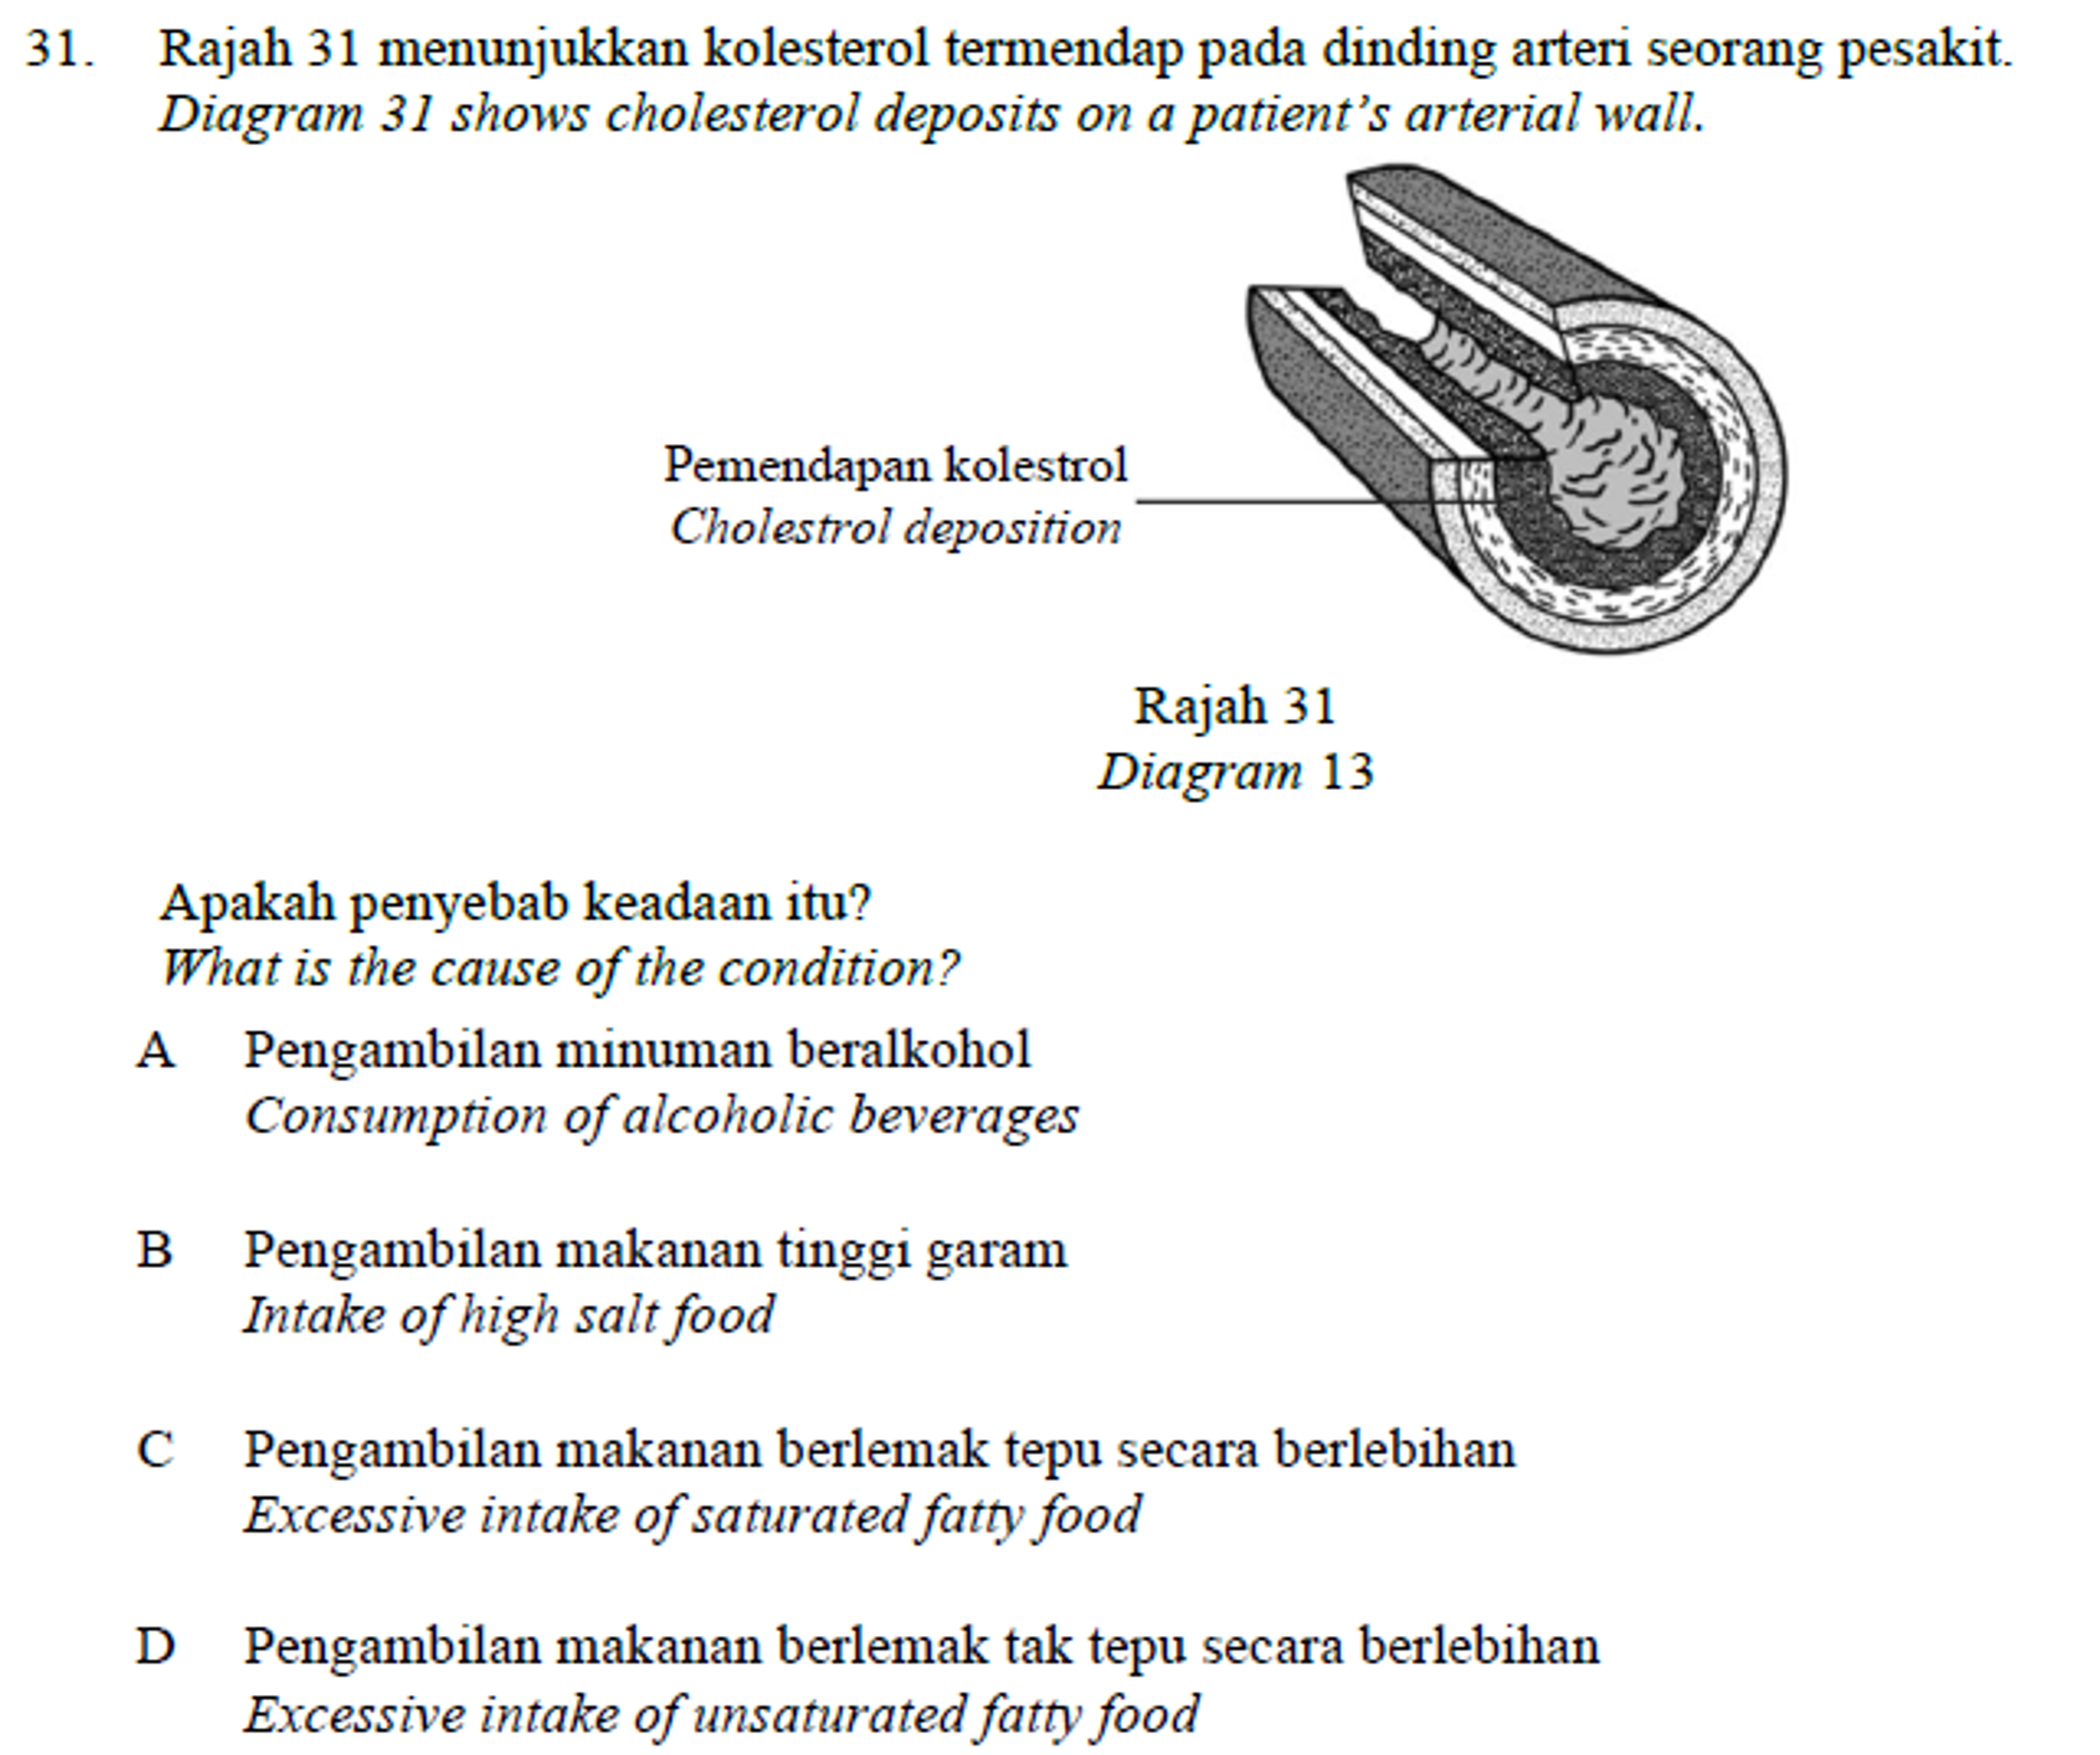 31. Rajah 31 menunjukkan kolesterol termendap pada dinding arteri seorang pesakit.
Diagram 31 shows cholesterol deposits on a patient's arterial wall.
Pemendapan kolestrol
Cholestrol deposition
Rajah 31
Diagram 13
Apakah penyebab keadaan itu?
What is the cause of the condition?
A Pengambilan minuman beralkohol
Consumption of alcoholic beverages
B Pengambilan makanan tinggi garam
Intake of high salt food
C Pengambilan makanan berlemak tepu secara berlebihan
Excessive intake of saturated fatty food
D Pengambilan makanan berlemak tak tepu secara berlebihan
Excessive intake of unsaturated fatty food